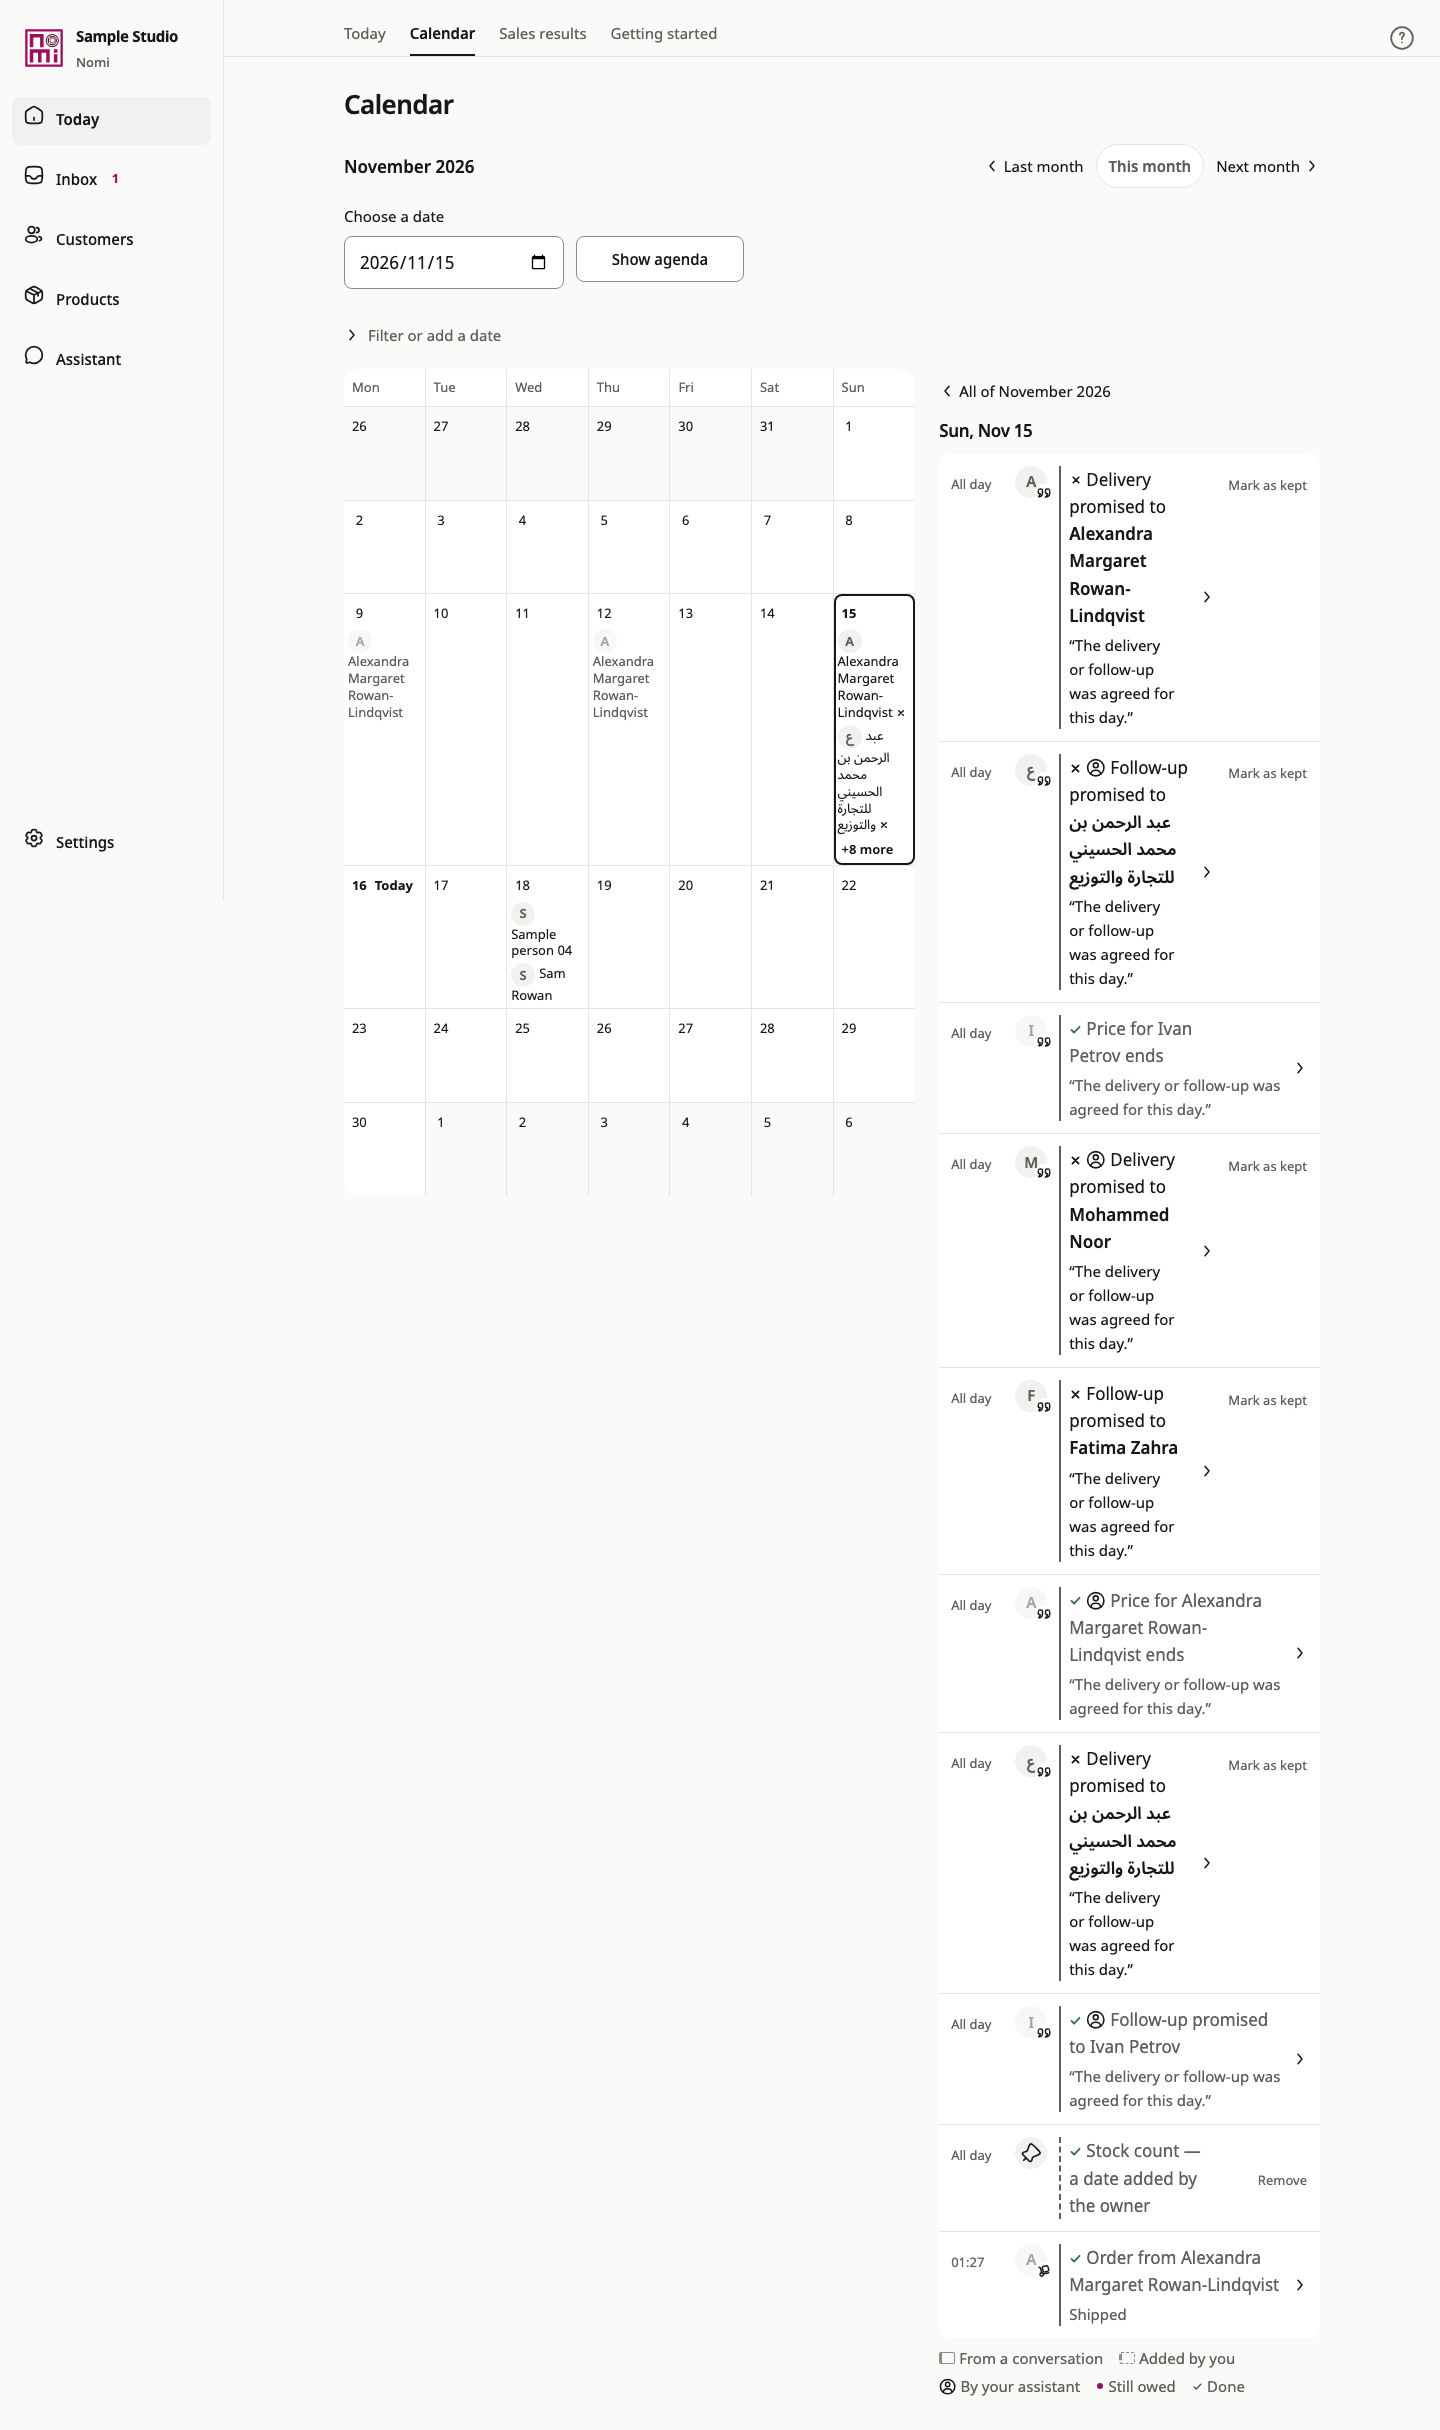 Sample Studio
Nomi
Today
Inbox 1
Customers
Products
Assistant
Settings
Today Calendar Sales results Getting started
Calendar
November 2026
Last month This month Next month
Choose a date
2026/11/15
Show agenda
Filter or add a date
Mon Tue Wed Thu Fri Sat Sun
26 27 28 29 30 31 1
2 3 4 5 6 7 8
9 10 11 12 13 14 15
A
Alexandra
Margaret
Rowan-
Lindqvist
A
Alexandra
Margaret
Rowan-
Lindqvist
A
Alexandra
Margaret
Rowan-
Lindqvist ×
ع عبد
الرحمن بن
محمد
الحسيني
للتجارة
والتوزيع ×
+8 more
16 Today 17 18 19 20 21 22
S
Sample
person 04
S Sam
Rowan
23 24 25 26 27 28 29
30 1 2 3 4 5 6
All of November 2026
Sun, Nov 15
All day A × Delivery Mark as kept
promised to
Alexandra
Margaret
Rowan-
Lindqvist
“The delivery
or follow-up
was agreed for
this day.”
All day ع × Follow-up Mark as kept
promised to
عبد الرحمن بن
محمد الحسيني
للتجارة والتوزيع
“The delivery
or follow-up
was agreed for
this day.”
All day I ✓ Price for Ivan
Petrov ends
“The delivery or follow-up was
agreed for this day.”
All day M × Delivery Mark as kept
promised to
Mohammed
Noor
“The delivery
or follow-up
was agreed for
this day.”
All day F × Follow-up Mark as kept
promised to
Fatima Zahra
“The delivery
or follow-up
was agreed for
this day.”
All day A ✓ Price for Alexandra
Margaret Rowan-
Lindqvist ends
“The delivery or follow-up was
agreed for this day.”
All day ع × Delivery Mark as kept
promised to
عبد الرحمن بن
محمد الحسيني
للتجارة والتوزيع
“The delivery
or follow-up
was agreed for
this day.”
All day I ✓ Follow-up promised
to Ivan Petrov
“The delivery or follow-up was
agreed for this day.”
All day ✓ Stock count —
a date added by
the owner
Remove
01:27 A ✓ Order from Alexandra
Margaret Rowan-Lindqvist
Shipped
From a conversation Added by you
By your assistant Still owed ✓ Done